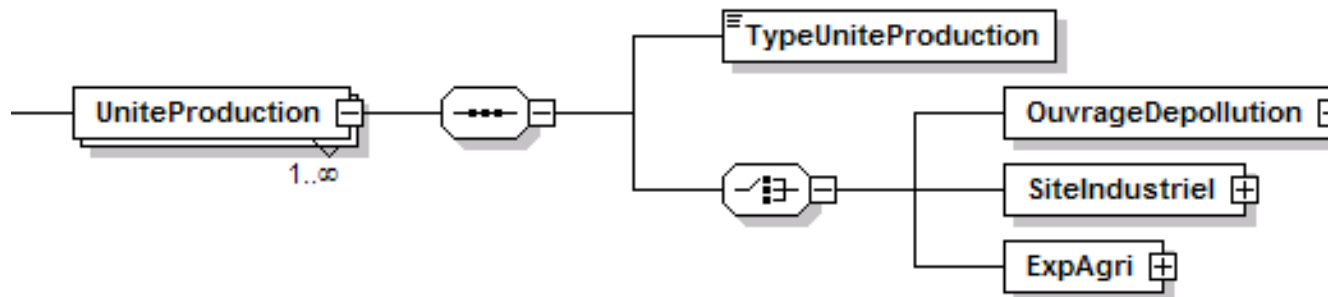 TypeUniteProduction
UniteProduction
1..∞
OuvrageDepollution
SiteIndustriel
ExpAgri